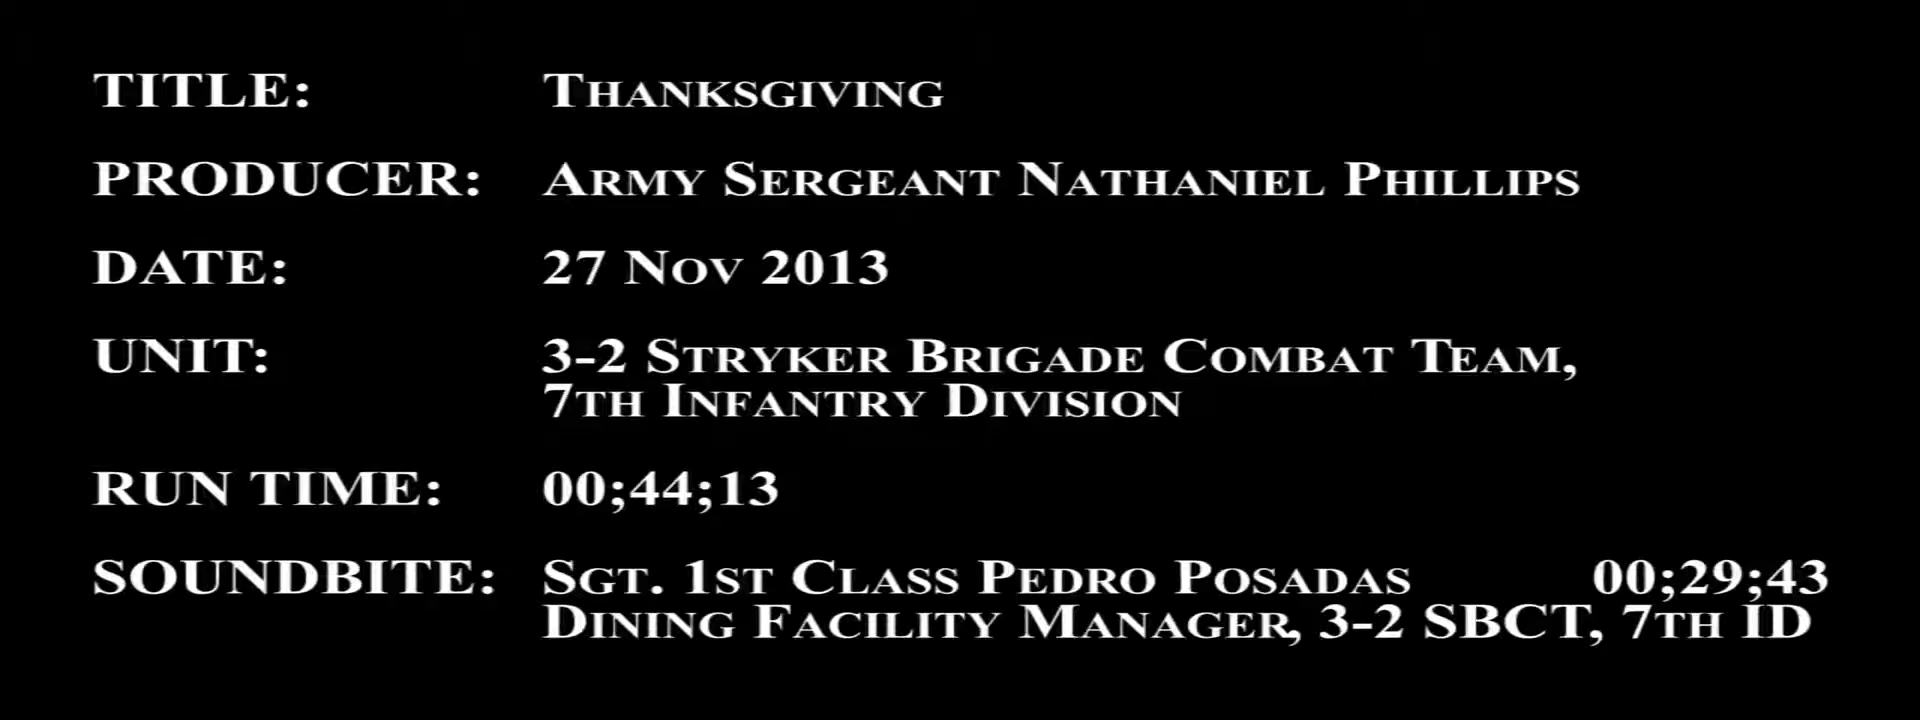 TITLE: Thanksgiving
PRODUCER: Army Sergeant Nathaniel Phillips
DATE: 27 Nov 2013
UNIT: 3-2 Stryker Brigade Combat Team,
7th Infantry Division
RUN TIME: 00;44;13
SOUNDBITE: Sgt. 1st Class Pedro Posadas 00;29;43
Dining Facility Manager, 3-2 SBCT, 7th ID